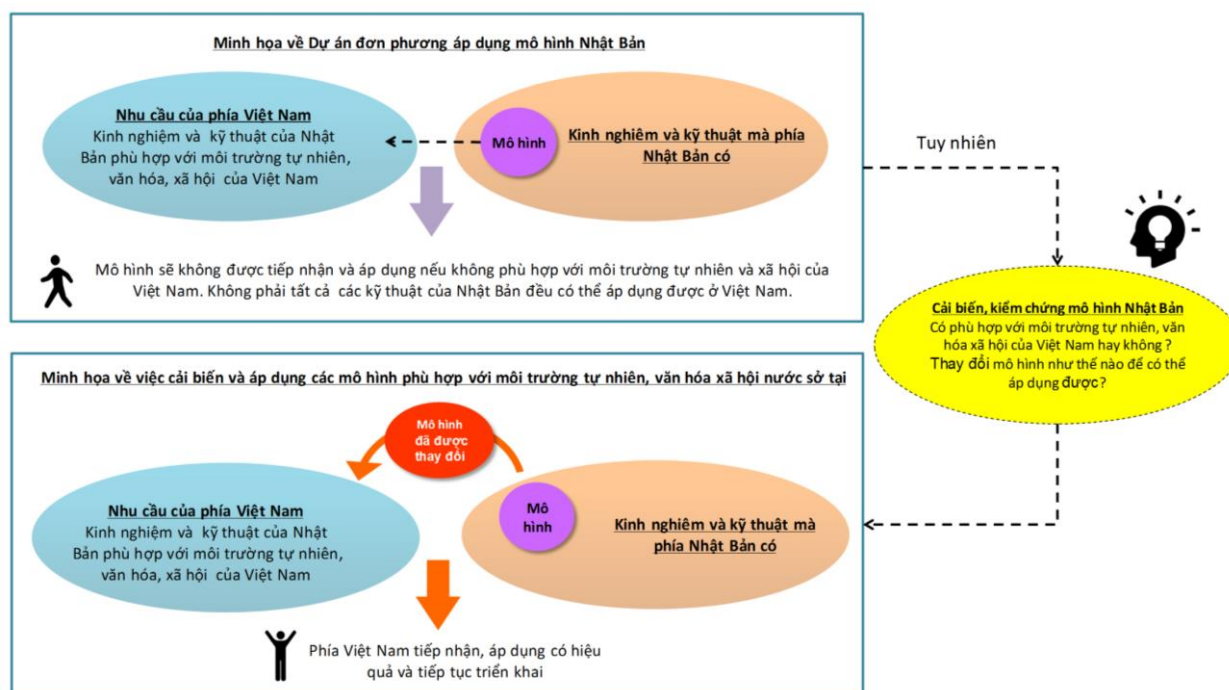 Minh họa về Dự án đơn phương áp dụng mô hình Nhật Bản
Nhu cầu của phía Việt Nam
Kinh nghiệm và kỹ thuật của Nhật
Bản phù hợp với môi trường tự nhiên,
văn hóa, xã hội của Việt Nam
Mô hình
Kinh nghiêm và kỹ thuật mà phía
Nhật Bản có
Mô hình sẽ không được tiếp nhận và áp dụng nếu không phù hợp với môi trường tự nhiên và xã hội của
Việt Nam. Không phải tất cả các kỹ thuật của Nhật Bản đều có thể áp dụng được ở Việt Nam.
Tuy nhiên
Cải biến, kiểm chứng mô hình Nhật Bản
Có phù hợp với môi trường tự nhiên, văn
hóa xã hội của Việt Nam hay không ?
Thay đổi mô hình như thế nào để có thể
áp dụng được?
Minh họa về việc cải biến và áp dụng các mô hình phù hợp với môi trường tự nhiên, văn hóa xã hội nước sở tại
Mô hình
đã được
thay đổi
Nhu cầu của phía Việt Nam
Kinh nghiệm và kỹ thuật của Nhật
Bản phù hợp với môi trường tự nhiên,
văn hóa, xã hội của Việt Nam
Mô
hình
Kinh nghiệm và kỹ thuật mà
phía Nhật Bản có
Phía Việt Nam tiếp nhận, áp dụng có hiệu
quả và tiếp tục triển khai